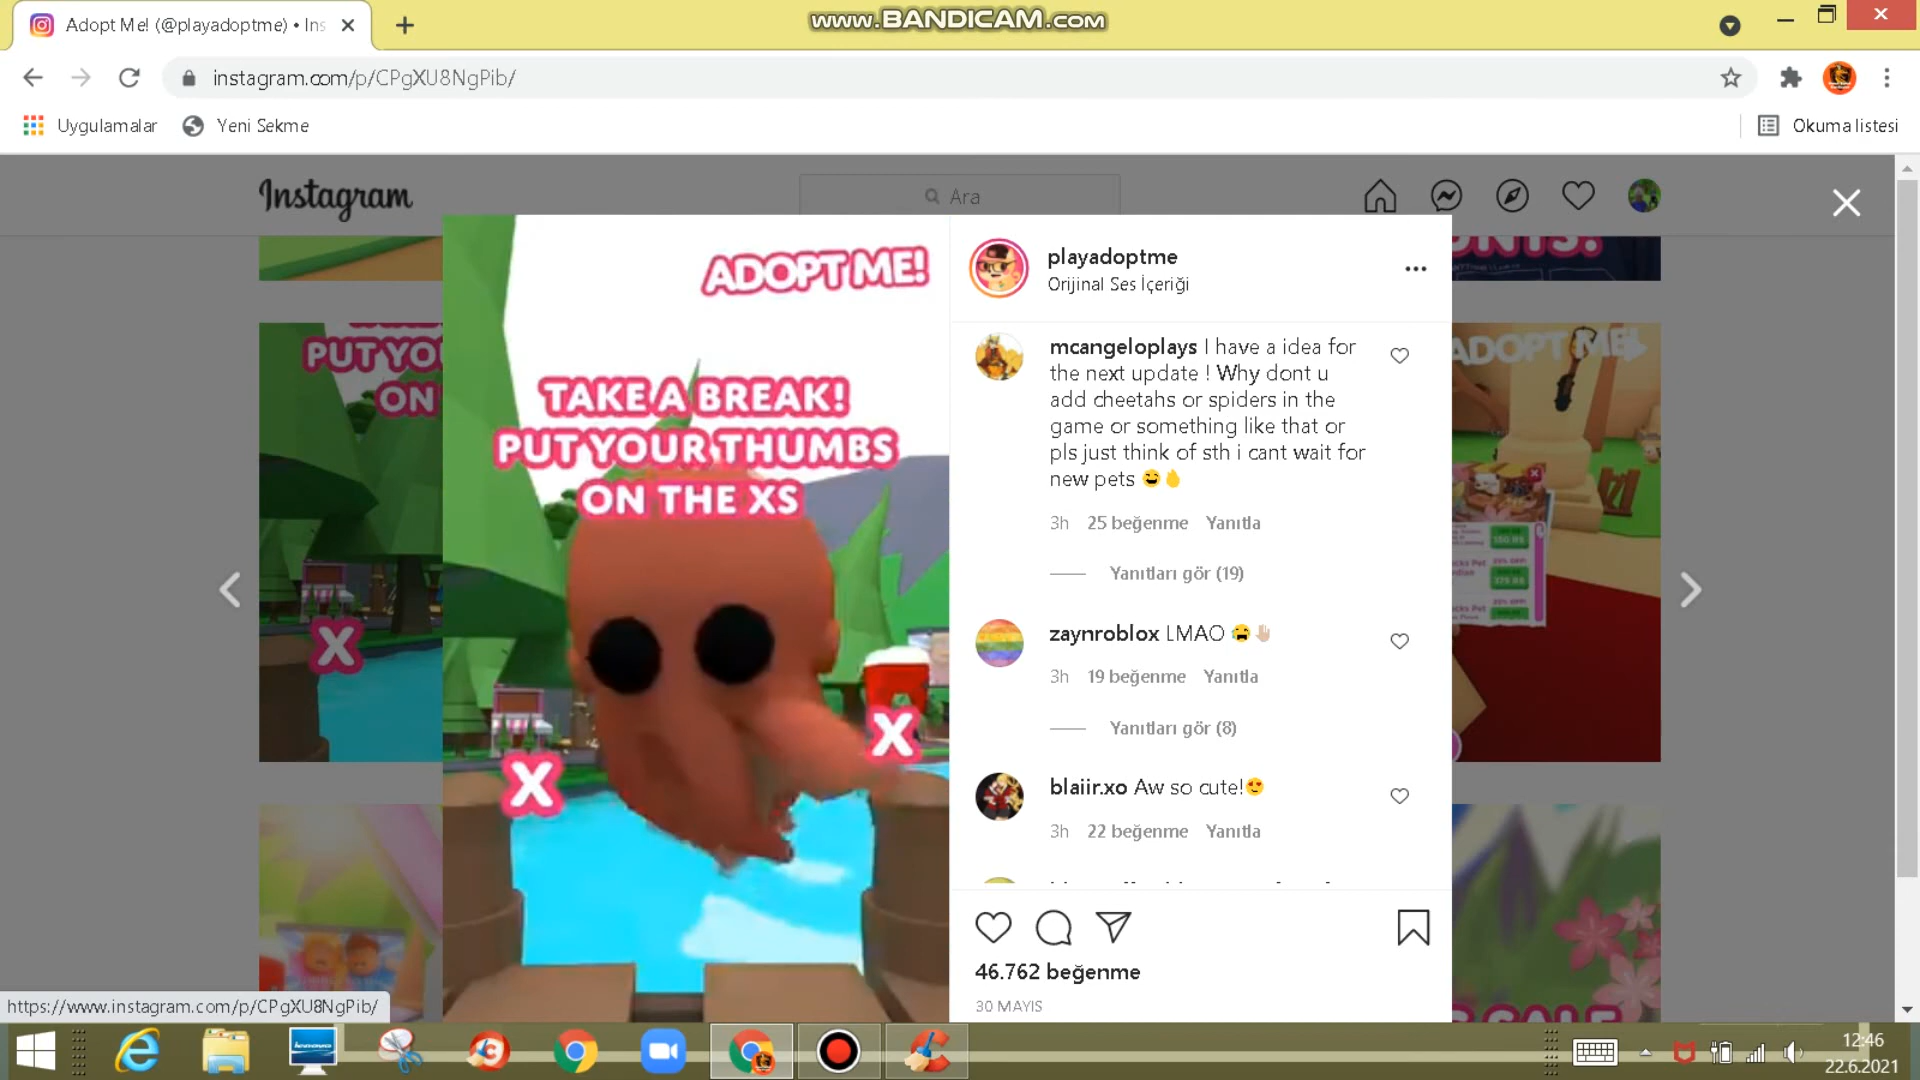 Adopt Me! (@playadoptme) • Ins
www.BANDICAM.com
instagram.com/p/CPgXU8NgPib/
Uygulamalar
Yeni Sekme
Okuma listesi
Instagram
Ara
PUT YO
ON
X
ADOPT ME!
TAKE A BREAK!
PUT YOUR THUMBS
ON THE XS
X
X
playadoptme
Orijinal Ses İçeriği
mcangeloplays I have a idea for
the next update ! Why dont u
add cheetahs or spiders in the
game or something like that or
pls just think of sth i cant wait for
new pets 😅👌
3h 25 beğenme Yanıtla
Yanıtları gör (19)
zaynroblox LMAO 😭✋🏼
3h 19 beğenme Yanıtla
Yanıtları gör (8)
blaiir.xo Aw so cute!😍
3h 22 beğenme Yanıtla
46.762 beğenme
30 MAYIS
ADOPT ME!
https://www.instagram.com/p/CPgXU8NgPib/
12:46
22.6.2021